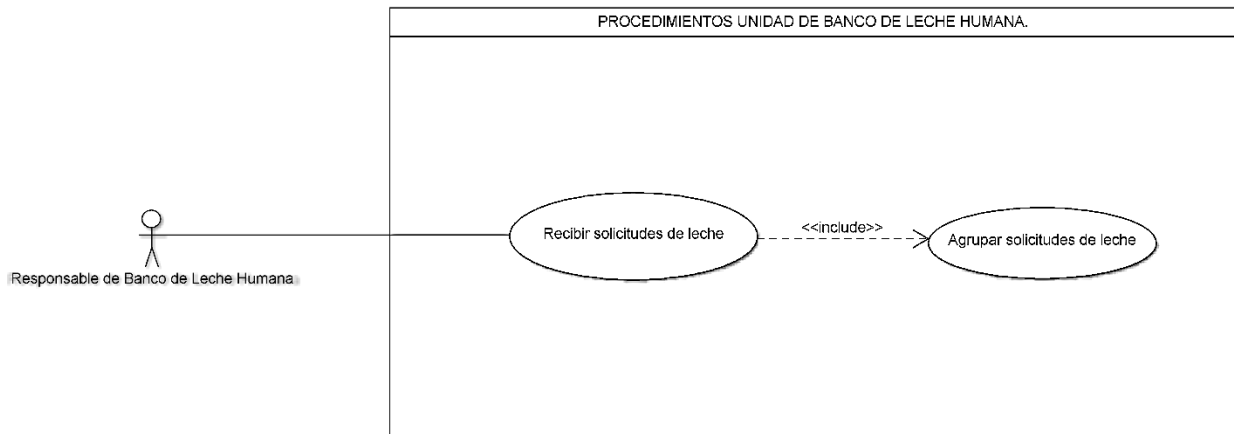 PROCEDIMIENTOS UNIDAD DE BANCO DE LECHE HUMANA.
Recibir solicitudes de leche
<<include>>
Agrupar solicitudes de leche
Responsable de Banco de Leche Humana